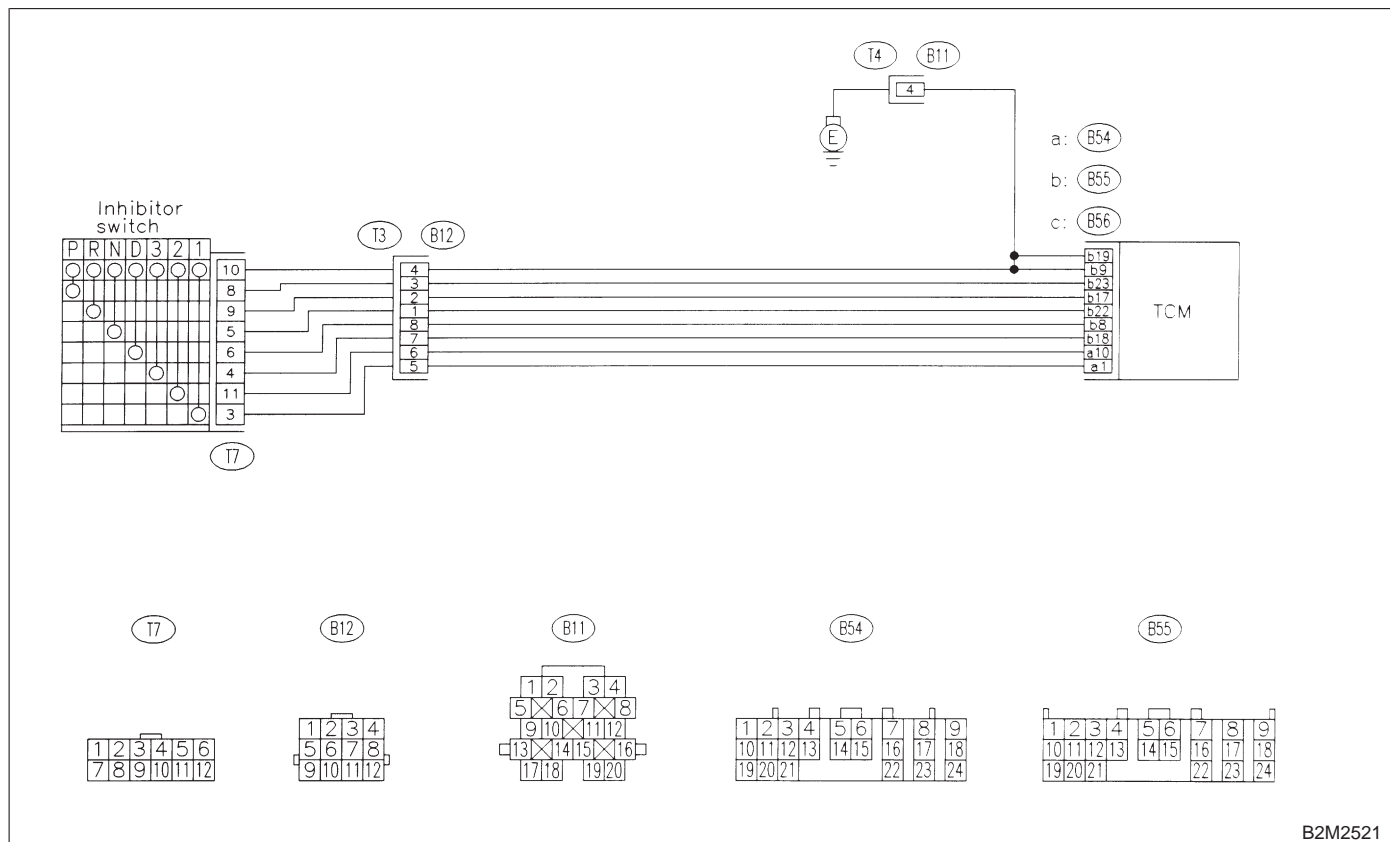 T4 B11
4
E
a: B54
b: B55
c: B56
Inhibitor
switch
P R N D 3 2 1
10
8
9
5
6
4
11
3
T7
T3 B12
4
3
2
1
8
7
6
5
b19
b9
b23
b17
b22
b8
b18
a10
a1
TCM
T7
1 2 3 4 5 6
7 8 9 10 11 12
B12
1 2 3 4
5 6 7 8
9 10 11 12
B11
1 2 3 4
5 6 7 8
9 10 11 12
13 14 15 16
17 18 19 20
B54
1 2 3 4 5 6 7 8 9
10 11 12 13 14 15 16 17 18
19 20 21 22 23 24
B55
1 2 3 4 5 6 7 8 9
10 11 12 13 14 15 16 17 18
19 20 21 22 23 24
B2M2521